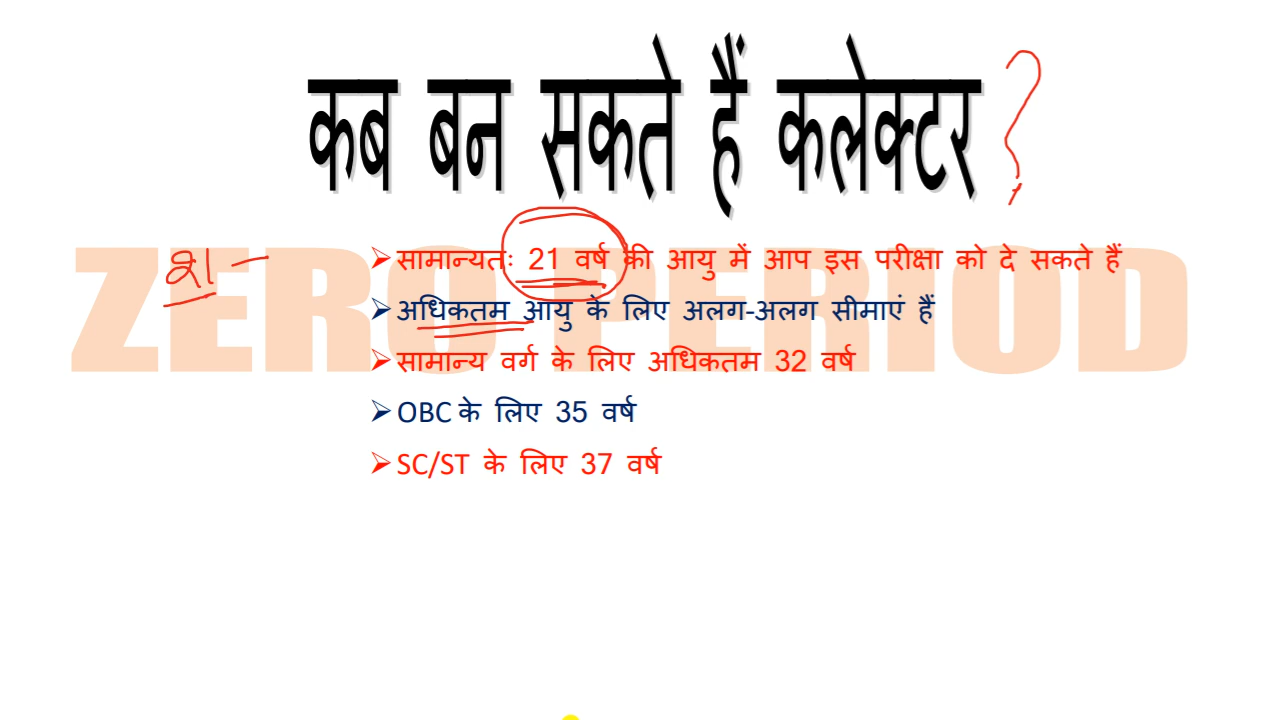 कब बन सकते हैं कलेक्टर ?
ZERO PERIOD
सामान्यतः 21 वर्ष की आयु में आप इस परीक्षा को दे सकते हैं
अधिकतम आयु के लिए अलग-अलग सीमाएं हैं
सामान्य वर्ग के लिए अधिकतम 32 वर्ष
OBC के लिए 35 वर्ष
SC/ST के लिए 37 वर्ष